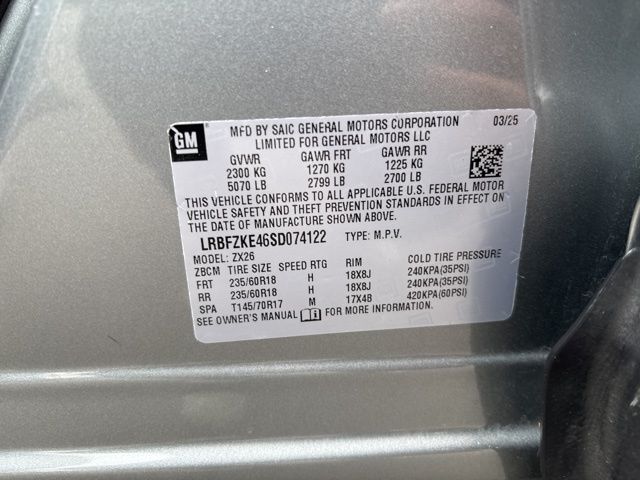 GM
MFD BY SAIC GENERAL MOTORS CORPORATION 03/25
LIMITED FOR GENERAL MOTORS LLC
GVWR GAWR FRT GAWR RR
2300 KG 1270 KG 1225 KG
5070 LB 2799 LB 2700 LB
THIS VEHICLE CONFORMS TO ALL APPLICABLE U.S. FEDERAL MOTOR
VEHICLE SAFETY AND THEFT PREVENTION STANDARDS IN EFFECT ON
THE DATE OF MANUFACTURE SHOWN ABOVE.
LRBFZKE46SD074122 TYPE: M.P.V.
MODEL: ZX26
ZBCM TIRE SIZE SPEED RTG RIM COLD TIRE PRESSURE
FRT 235/60R18 H 18X8J 240KPA(35PSI)
RR 235/60R18 H 18X8J 240KPA(35PSI)
SPA T145/70R17 M 17X4B 420KPA(60PSI)
SEE OWNER'S MANUAL FOR MORE INFORMATION.